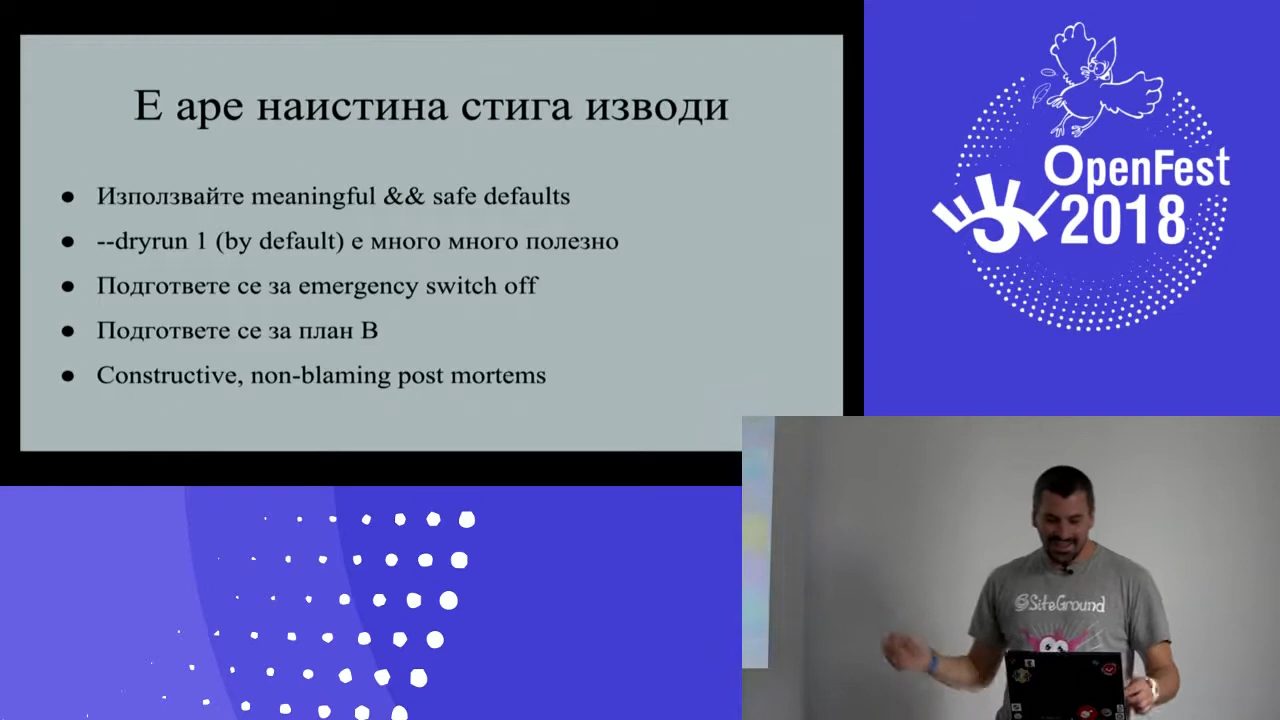 Е аре наистина стига изводи
● Използвайте meaningful && safe defaults
● --dryrun 1 (by default) е много много полезно
● Подгответе се за emergency switch off
● Подгответе се за план B
● Constructive, non-blaming post mortems
OpenFest
2018
@SiteGround